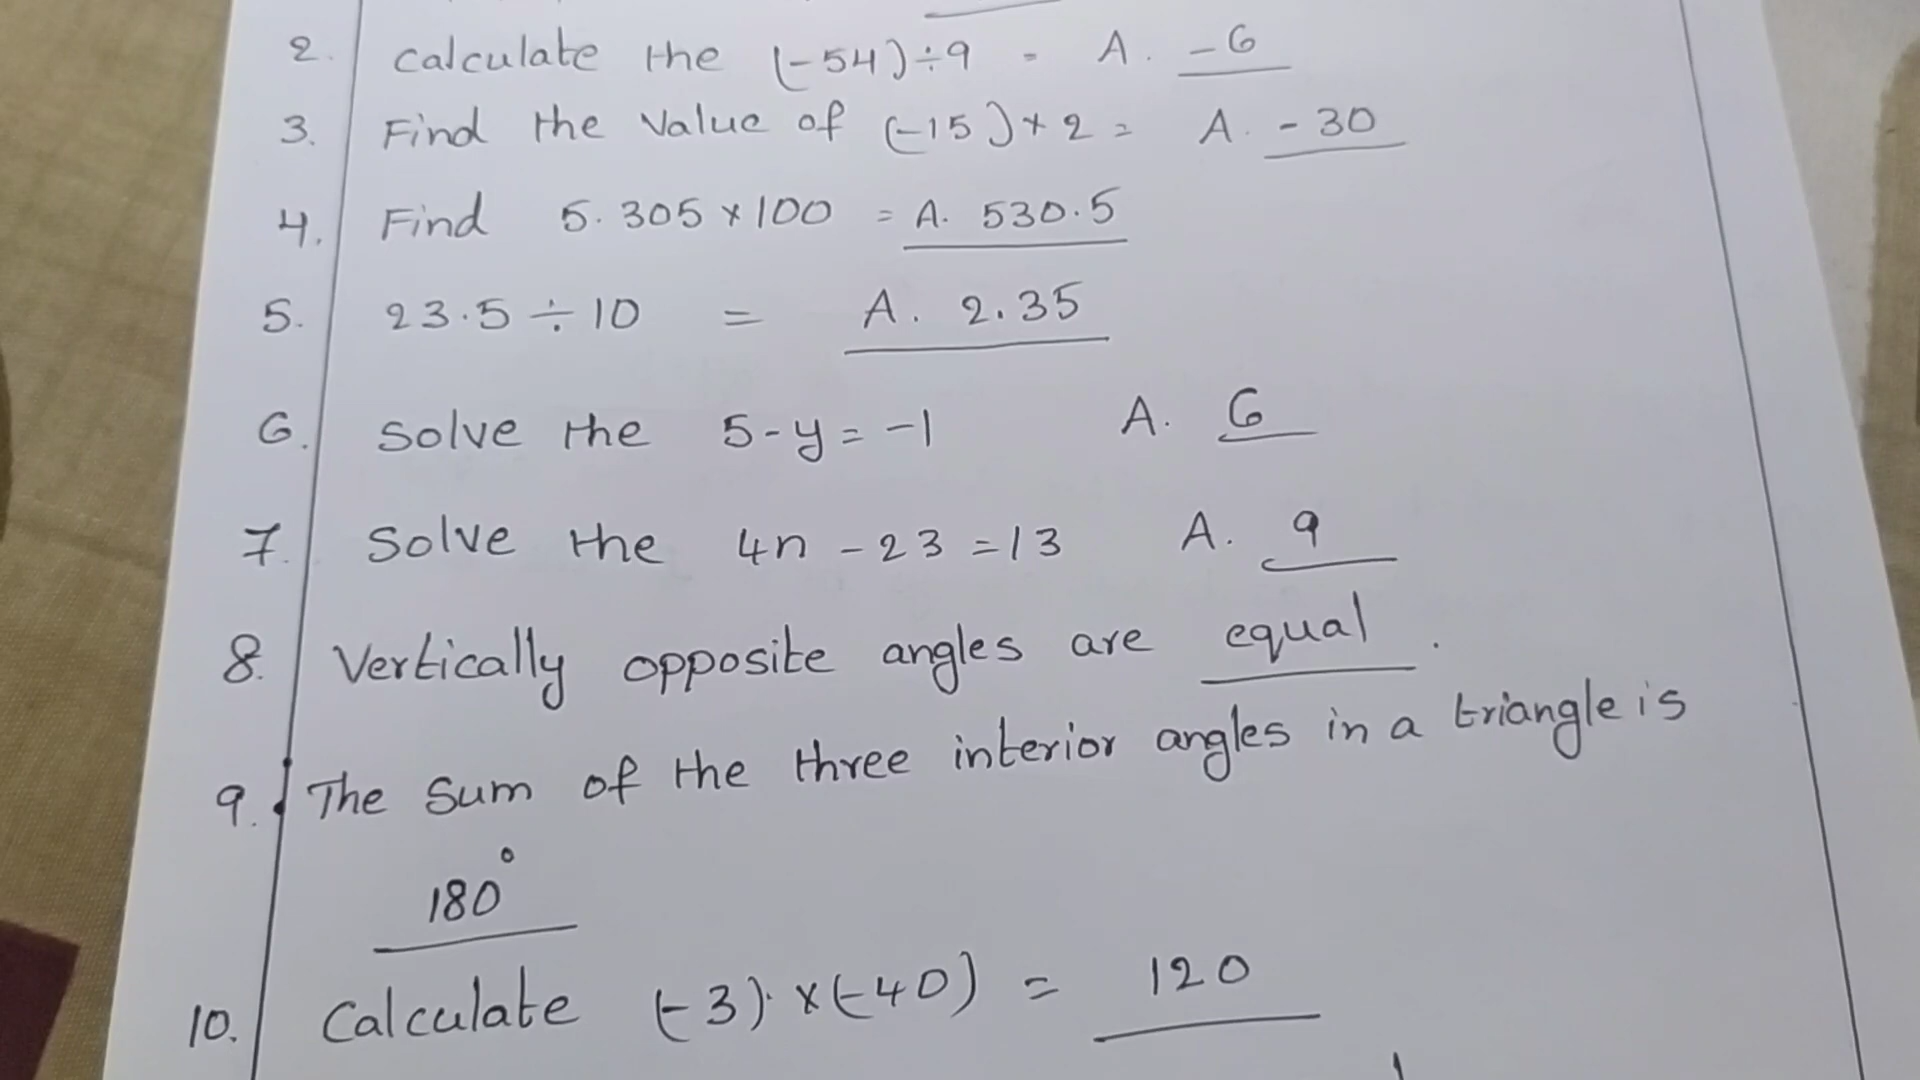 2. Calculate the (-54)÷9 = A. -6
3. Find the Value of (-15)×2 = A. -30
4. Find 5.305×100 = A. 530.5
5. 23.5÷10 = A. 2.35
6. Solve the 5-y=-1 A. 6
7. Solve the 4n-23=13 A. 9
8. Vertically opposite angles are equal.
9. The Sum of the three interior angles in a triangle is
180°
10. Calculate (-3)×(-40) = 120